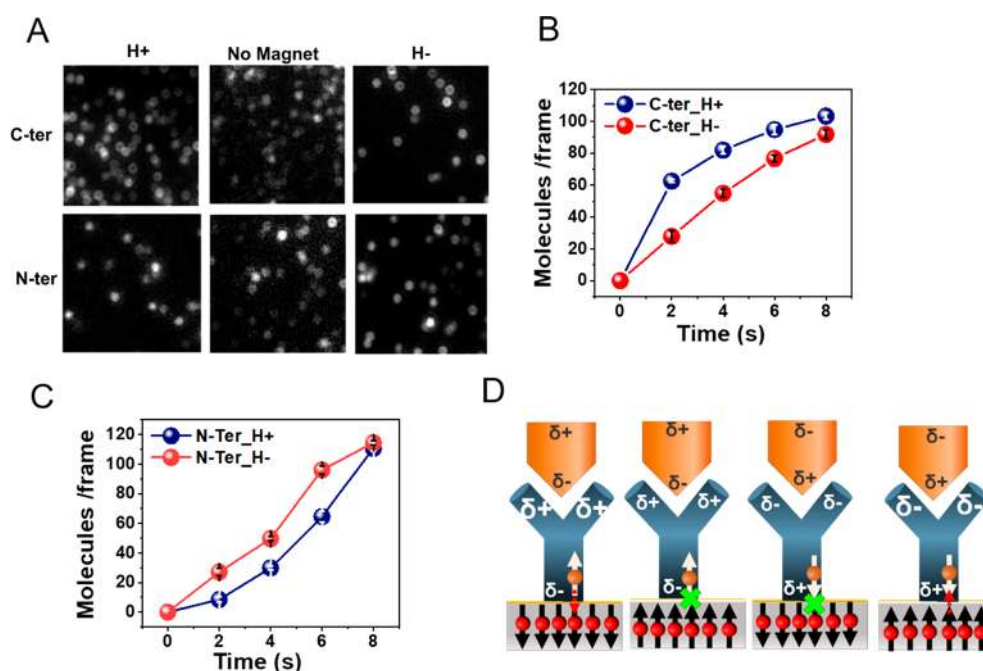 A
H+ No Magnet H-
C-ter
N-ter
B
C-ter_H+
C-ter_H-
Molecules /frame
120
100
80
60
40
20
0
0 2 4 6 8
Time (s)
C
N-Ter_H+
N-Ter_H-
Molecules /frame
120
100
80
60
40
20
0
0 2 4 6 8
Time (s)
D
δ+ δ+ δ- δ-
δ- δ- δ+ δ+
δ+ δ+ δ+ δ+ δ- δ- δ- δ-
δ- δ- δ+ δ+